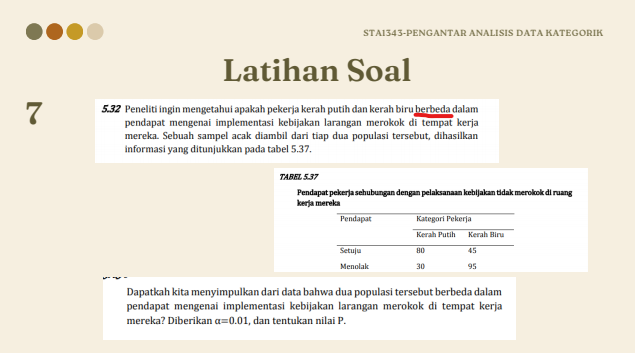 STA1343-PENGANTAR ANALISIS DATA KATEGORIK
Latihan Soal
7
5.32 Peneliti ingin mengetahui apakah pekerja kerah putih dan kerah biru berbeda dalam
pendapat mengenai implementasi kebijakan larangan merokok di tempat kerja
mereka. Sebuah sampel acak diambil dari tiap dua populasi tersebut, dihasilkan
informasi yang ditunjukkan pada tabel 5.37.
TABEL 5.37
Pendapat pekerja sehubungan dengan pelaksanaan kebijakan tidak merokok di ruang
kerja mereka
Pendapat Kategori Pekerja
Kerah Putih Kerah Biru
Setuju 80 45
Menolak 30 95
Dapatkah kita menyimpulkan dari data bahwa dua populasi tersebut berbeda dalam
pendapat mengenai implementasi kebijakan larangan merokok di tempat kerja
mereka? Diberikan α=0.01, dan tentukan nilai P.